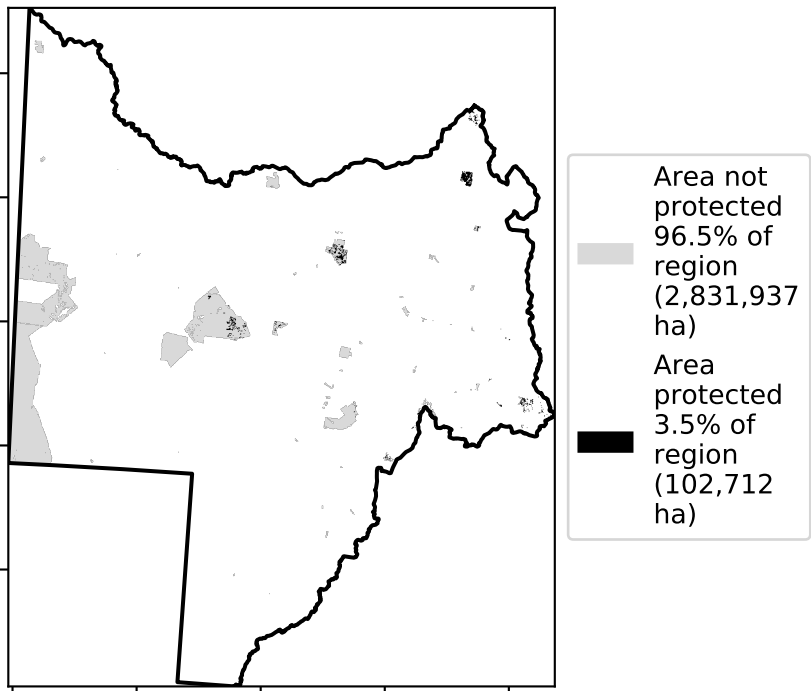 Area not
protected
96.5% of
region
(2,831,937
ha)
Area
protected
3.5% of
region
(102,712
ha)